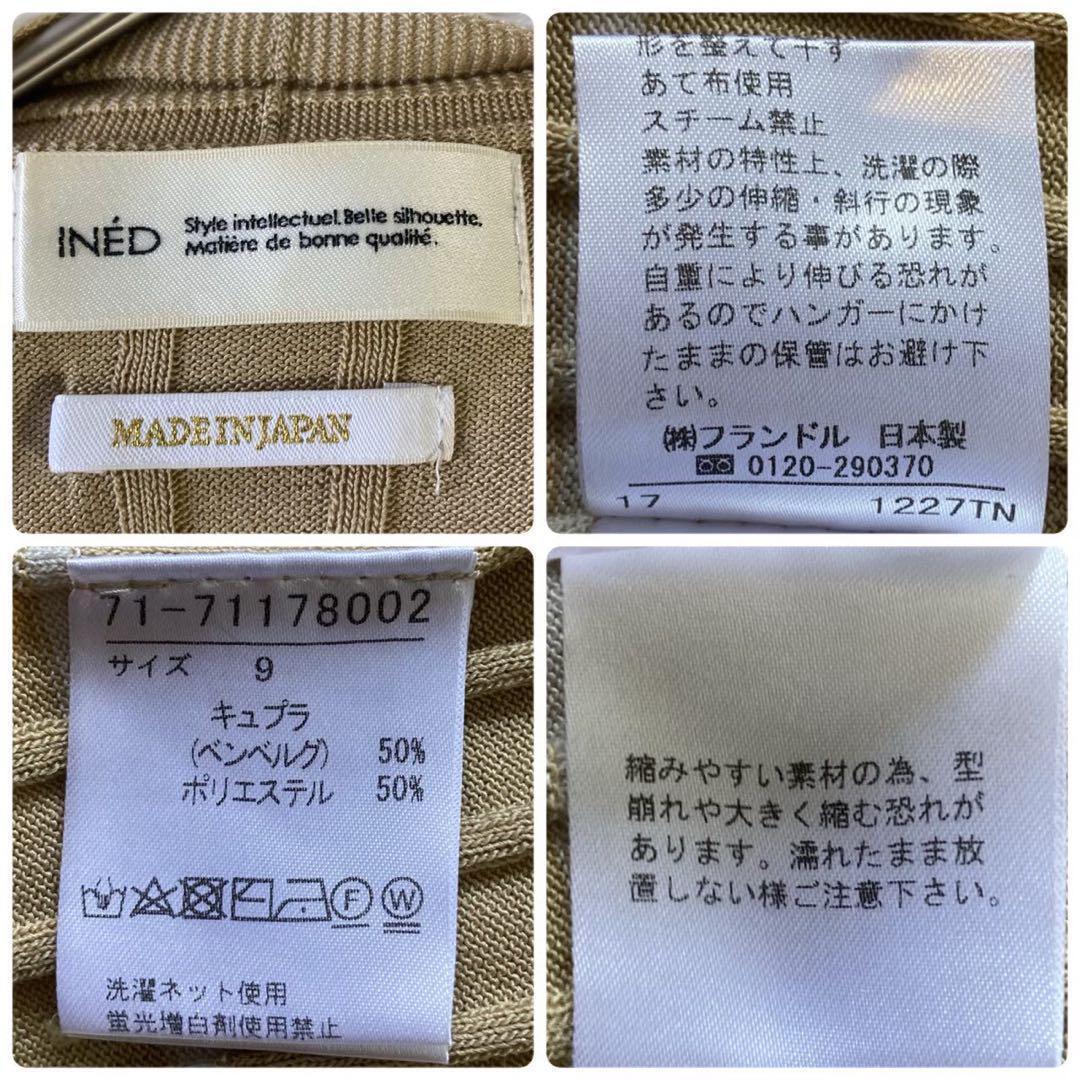 INÉD
Style intellectuel. Belle silhouette.
Matière de bonne qualité.
MADE IN JAPAN
形を整えて干す
あて布使用
スチーム禁止
素材の特性上、洗濯の際
多少の伸縮・斜行の現象
が発生する事があります。
自重により伸びる恐れが
あるのでハンガーにかけ
たままの保管はお避け下
さい。
㈱フランドル 日本製
0120-290370
17 1227TN
71-71178002
サイズ 9
キュプラ
(ベンベルグ) 50%
ポリエステル 50%
F W
洗濯ネット使用
蛍光増白剤使用禁止
縮みやすい素材の為、型
崩れや大きく縮む恐れが
あります。濡れたまま放
置しない様ご注意下さい。